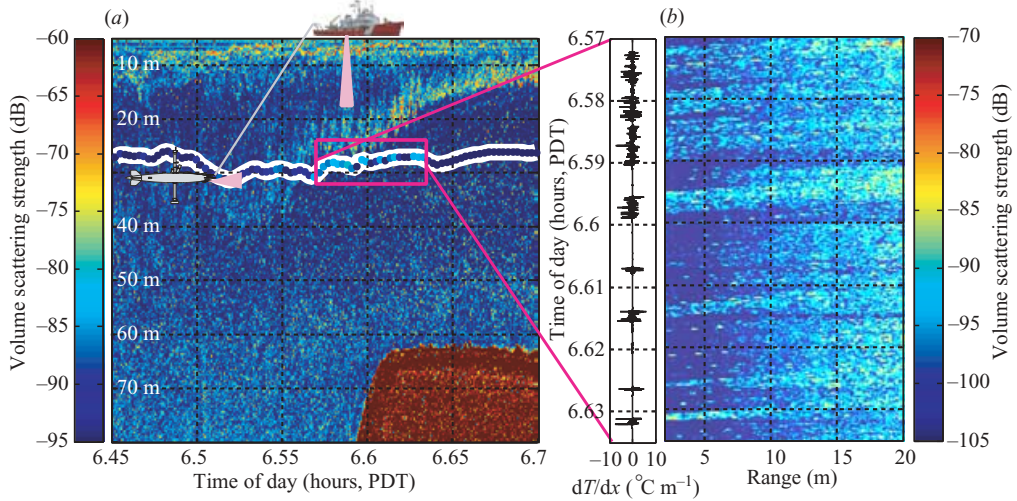 (a)
(b)
Volume scattering strength (dB)
–60
–65
–70
–75
–80
–85
–90
–95
10 m
20 m
40 m
50 m
60 m
70 m
6.45
6.5
6.55
6.6
6.65
6.7
Time of day (hours, PDT)
Time of day (hours, PDT)
6.57
6.58
6.59
6.6
6.61
6.62
6.63
–10 0 10
dT/dx (°C m⁻¹)
5
10
15
20
Range (m)
–70
–75
–80
–85
–90
–95
–100
–105
Volume scattering strength (dB)